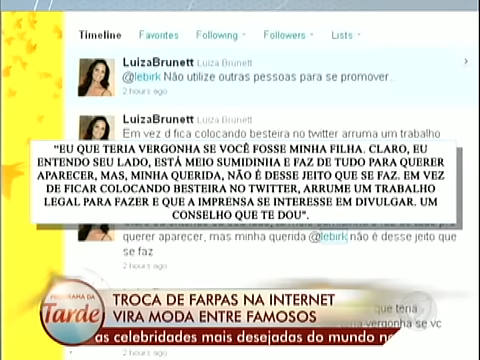 Timeline Favorites Following Followers Lists
LuizaBrunett Luiza Brunett
@lebirk Não utilize outras pessoas para se promover..
2 hours ago
LuizaBrunett Luiza Brunett
Em vez d fica colocando besteira no twitter arruma um trabalho
"EU QUE TERIA VERGONHA SE VOCÊ FOSSE MINHA FILHA. CLARO, EU
ENTENDO SEU LADO, ESTÁ MEIO SUMIDINHA E FAZ DE TUDO PARA QUERER
APARECER, MAS, MINHA QUERIDA, NÃO É DESSE JEITO QUE SE FAZ. EM VEZ
DE FICAR COLOCANDO BESTEIRA NO TWITTER, ARRUME UM TRABALHO
LEGAL PARA FAZER E QUE A IMPRENSA SE INTERESSE EM DIVULGAR. UM
CONSELHO QUE TE DOU".
querer aparecer, mas minha querida @lebirk não é desse jeito que
se faz
2 hours ago
que teria
vergonha se vc
PROGRAMA DA
Tarde
TROCA DE FARPAS NA INTERNET
VIRA MODA ENTRE FAMOSOS
as celebridades mais desejadas do mundo n